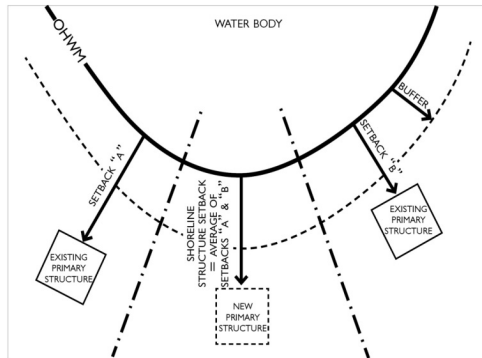 WATER BODY
OHWM
BUFFER
SETBACK "A"
SETBACK "B"
SHORELINE
STRUCTURE SETBACK
= AVERAGE OF
SETBACKS "A" & "B"
EXISTING
PRIMARY
STRUCTURE
EXISTING
PRIMARY
STRUCTURE
NEW
PRIMARY
STRUCTURE